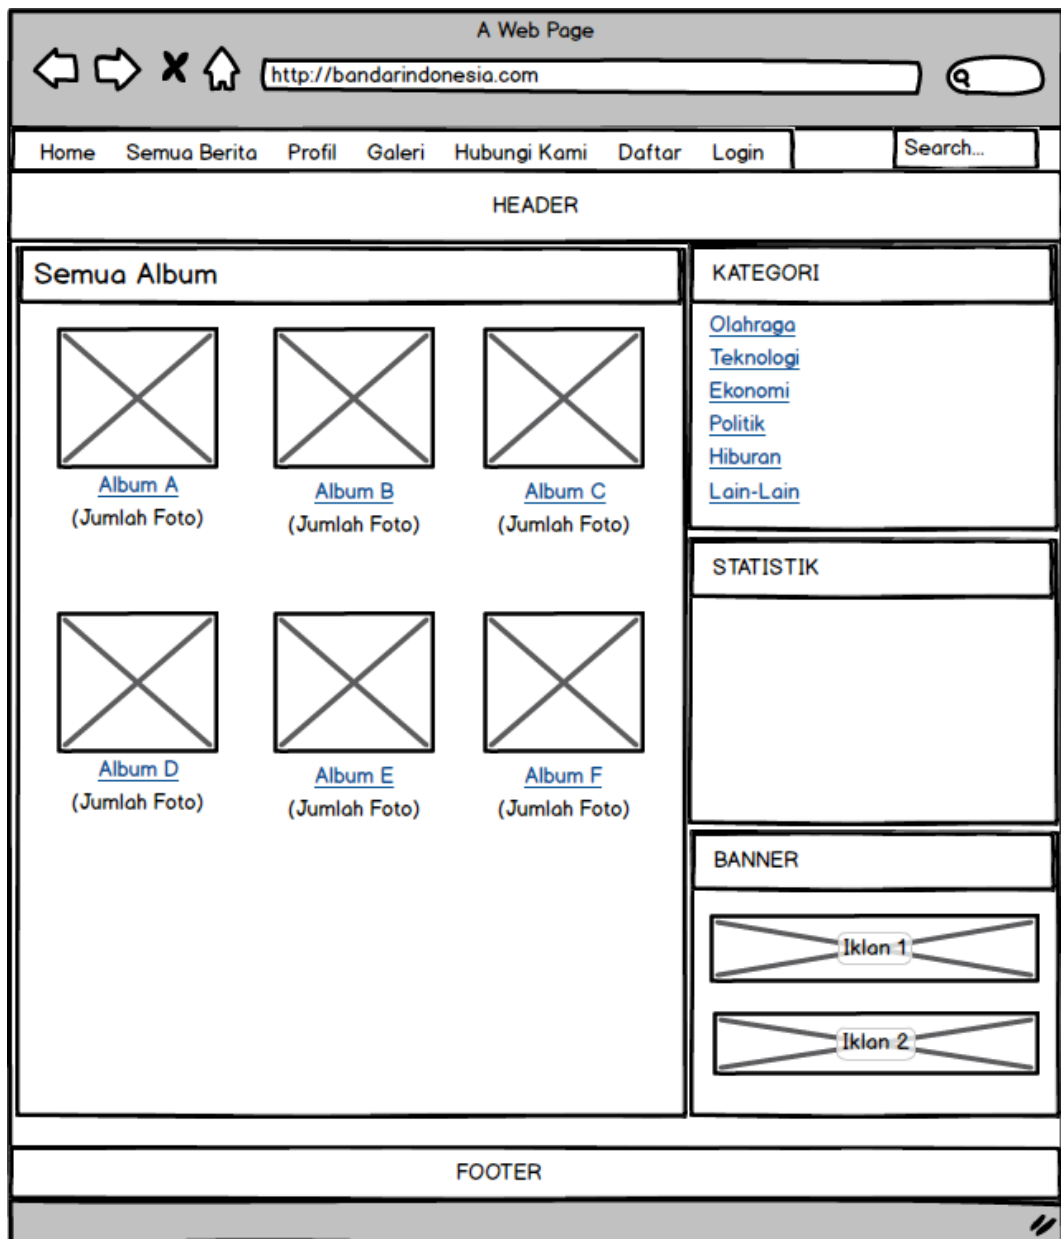 A Web Page
http://bandarindonesia.com
Home Semua Berita Profil Galeri Hubungi Kami Daftar Login Search...
HEADER
Semua Album
Album A Album B Album C
(Jumlah Foto) (Jumlah Foto) (Jumlah Foto)
Album D Album E Album F
(Jumlah Foto) (Jumlah Foto) (Jumlah Foto)
KATEGORI
Olahraga
Teknologi
Ekonomi
Politik
Hiburan
Lain-Lain
STATISTIK
BANNER
Iklan 1
Iklan 2
FOOTER